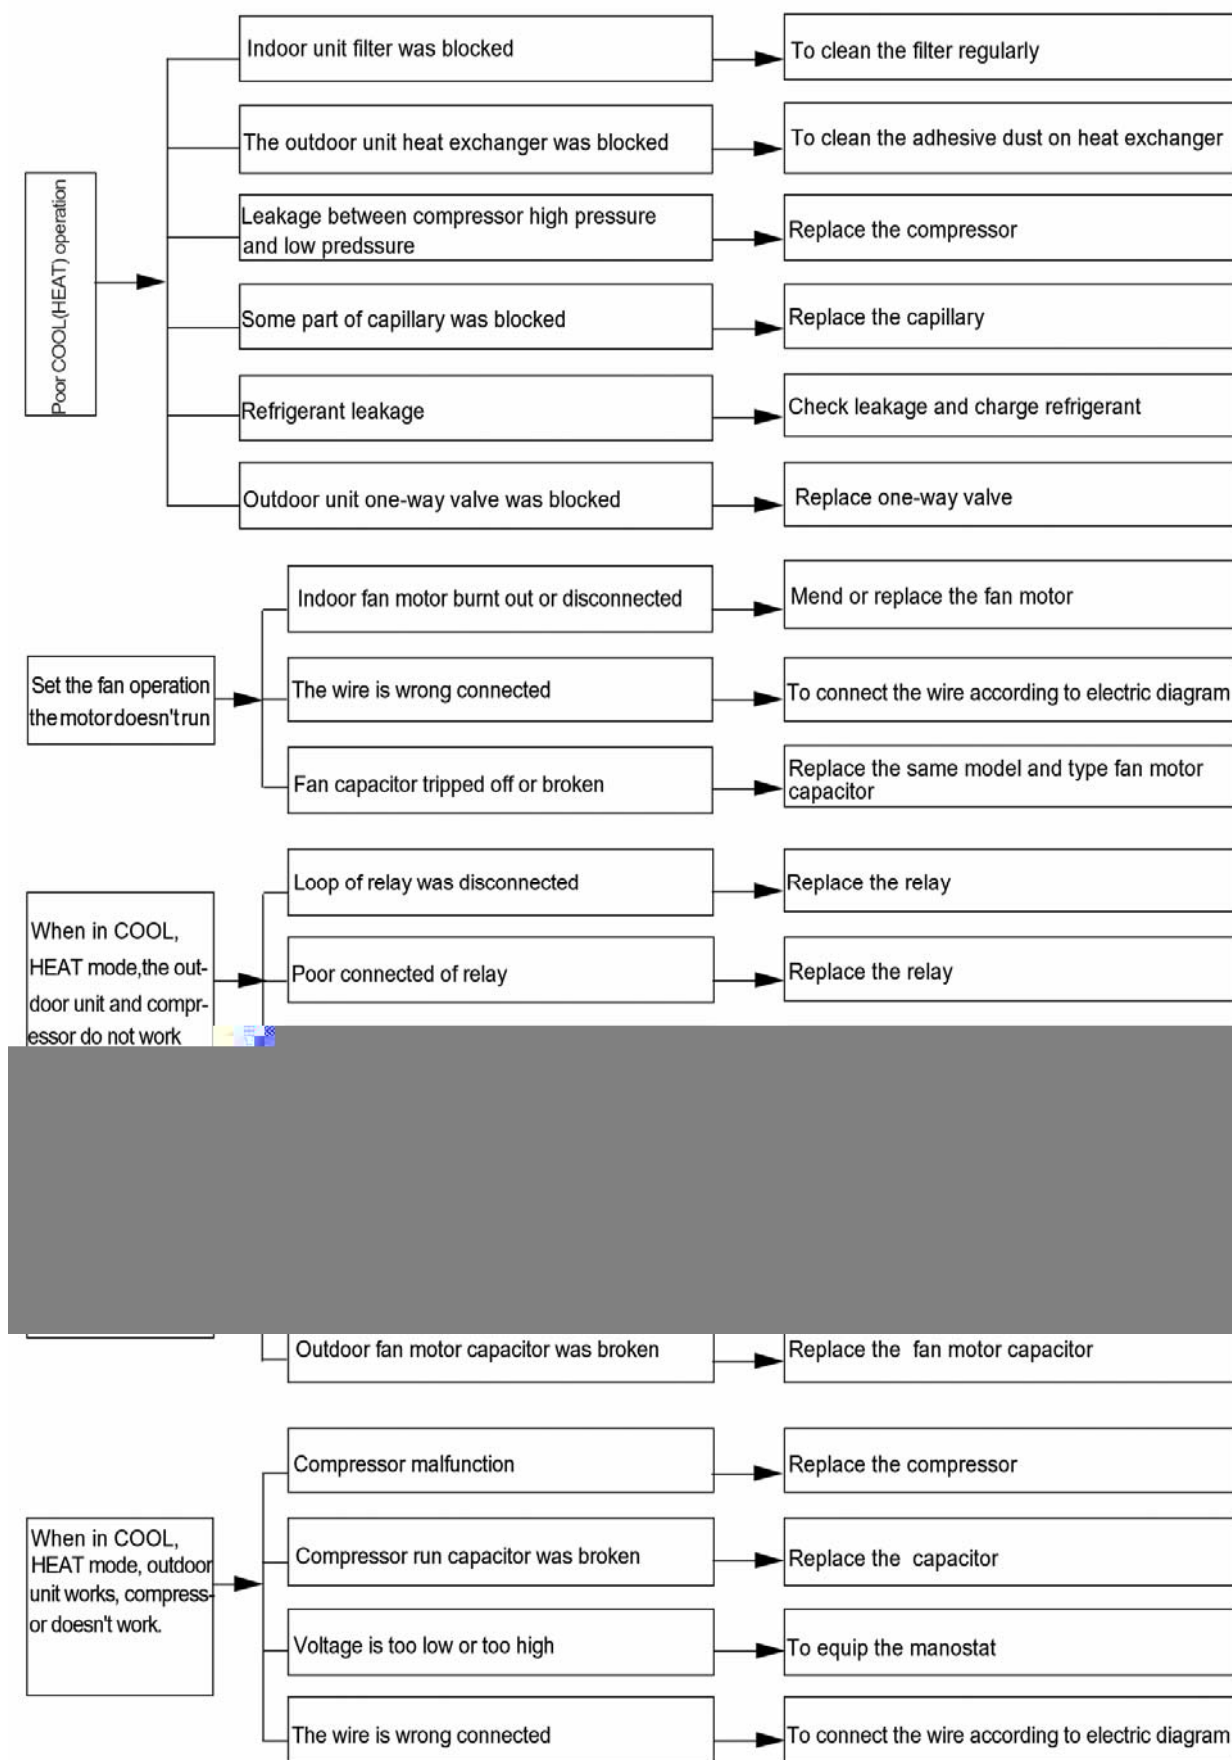 Poor COOL(HEAT) operation
Indoor unit filter was blocked
To clean the filter regularly
The outdoor unit heat exchanger was blocked
To clean the adhesive dust on heat exchanger
Leakage between compressor high pressure
and low predssure
Replace the compressor
Some part of capillary was blocked
Replace the capillary
Refrigerant leakage
Check leakage and charge refrigerant
Outdoor unit one-way valve was blocked
Replace one-way valve
Set the fan operation
the motor doesn't run
Indoor fan motor burnt out or disconnected
Mend or replace the fan motor
The wire is wrong connected
To connect the wire according to electric diagram
Fan capacitor tripped off or broken
Replace the same model and type fan motor
capacitor
When in COOL,
HEAT mode,the out-
door unit and compr-
essor do not work
Loop of relay was disconnected
Replace the relay
Poor connected of relay
Replace the relay
Outdoor fan motor capacitor was broken
Replace the fan motor capacitor
When in COOL,
HEAT mode, outdoor
unit works, compress-
or doesn't work.
Compressor malfunction
Replace the compressor
Compressor run capacitor was broken
Replace the capacitor
Voltage is too low or too high
To equip the manostat
The wire is wrong connected
To connect the wire according to electric diagram